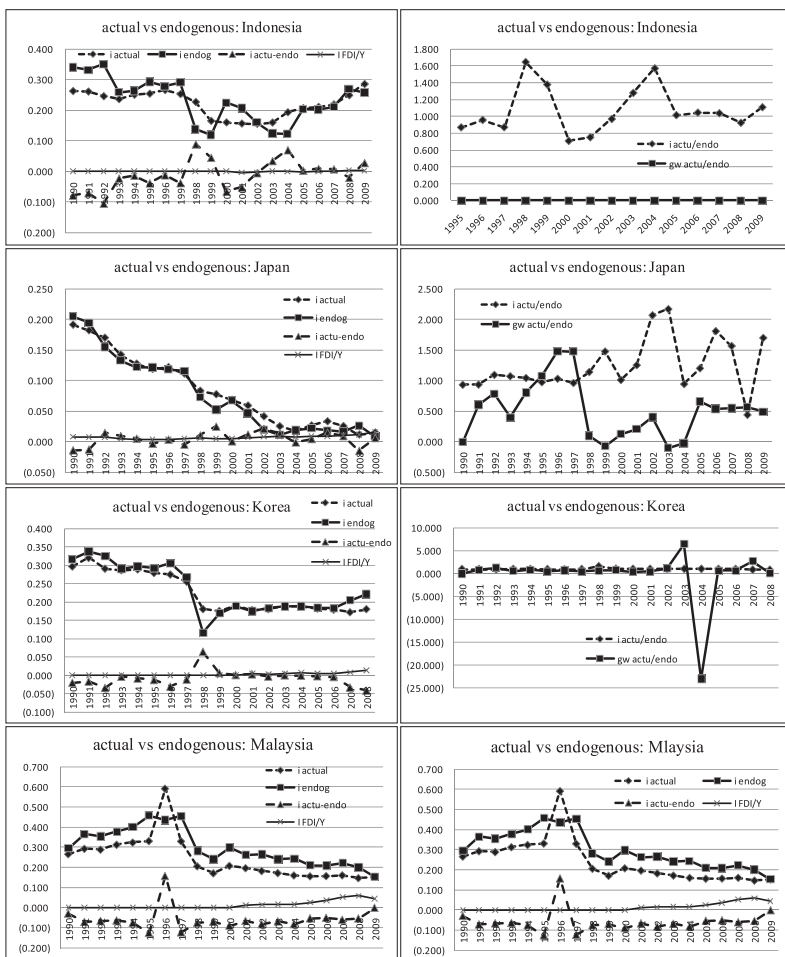 actual vs endogenous: Indonesia
i actual i endog i actu-endo I FDI/Y
0.400
0.300
0.200
0.100
0.000
(0.100)
(0.200)
1990 1991 1992 1993 1994 1995 1996 1997 1998 1999 2000 2001 2002 2003 2004 2005 2006 2007 2008 2009
actual vs endogenous: Indonesia
1.800
1.600
1.400
1.200
1.000
0.800
0.600
0.400
0.200
0.000
i actu/endo
gw actu/endo
1995 1996 1997 1998 1999 2000 2001 2002 2003 2004 2005 2006 2007 2008 2009
actual vs endogenous: Japan
0.250
0.200
0.150
0.100
0.050
0.000
(0.050)
i actual
i endog
i actu-endo
I FDI/Y
1990 1991 1992 1993 1994 1995 1996 1997 1998 1999 2000 2001 2002 2003 2004 2005 2006 2007 2008 2009
actual vs endogenous: Japan
2.500
2.000
1.500
1.000
0.500
0.000
(0.500)
i actu/endo
gw actu/endo
1990 1991 1992 1993 1994 1995 1996 1997 1998 1999 2000 2001 2002 2003 2004 2005 2006 2007 2008 2009
actual vs endogenous: Korea
0.400
0.350
0.300
0.250
0.200
0.150
0.100
0.050
0.000
(0.050)
(0.100)
i actual
i endog
i actu-endo
I FDI/Y
1990 1991 1992 1993 1994 1995 1996 1997 1998 1999 2000 2001 2002 2003 2004 2005 2006
actual vs endogenous: Korea
10.000
5.000
0.000
(5.000)
(10.000)
(15.000)
(20.000)
(25.000)
i actu/endo
gw actu/endo
1990 1991 1992 1993 1994 1995 1996 1997 1998 1999 2000 2001 2002 2003 2004 2005 2006 2007 2008
actual vs endogenous: Malaysia
0.700
0.600
0.500
0.400
0.300
0.200
0.100
0.000
(0.100)
(0.200)
i actual
i endog
i actu-endo
I FDI/Y
1990 1991 1992 1993 1994 1995 1996 1997 1998 1999 2000 2001 2002 2003 2004 2005 2006 2007 2008 2009
actual vs endogenous: Mlaysia
0.700
0.600
0.500
0.400
0.300
0.200
0.100
0.000
(0.100)
(0.200)
i actual i endog
i actu-endo I FDI/Y
1990 1991 1992 1993 1994 1995 1996 1997 1998 1999 2000 2001 2002 2003 2004 2005 2006 2007 2008 2009